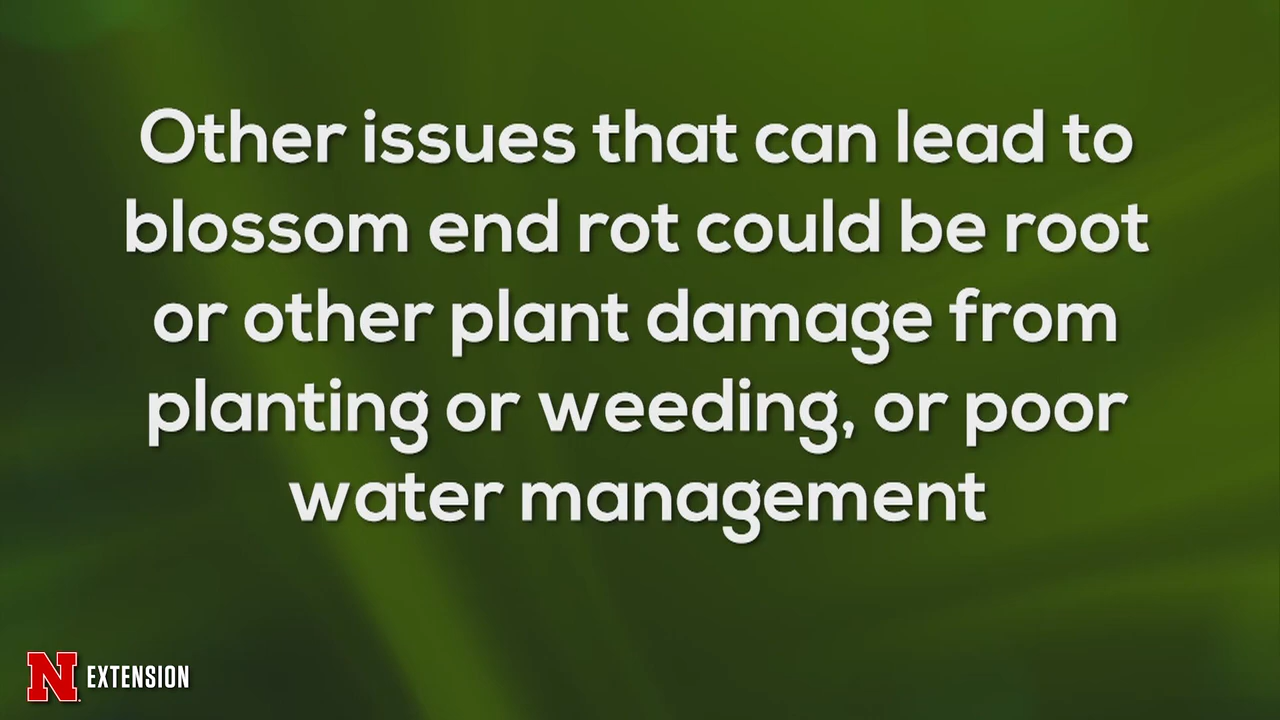 Other issues that can lead to
blossom end rot could be root
or other plant damage from
planting or weeding, or poor
water management
N EXTENSION